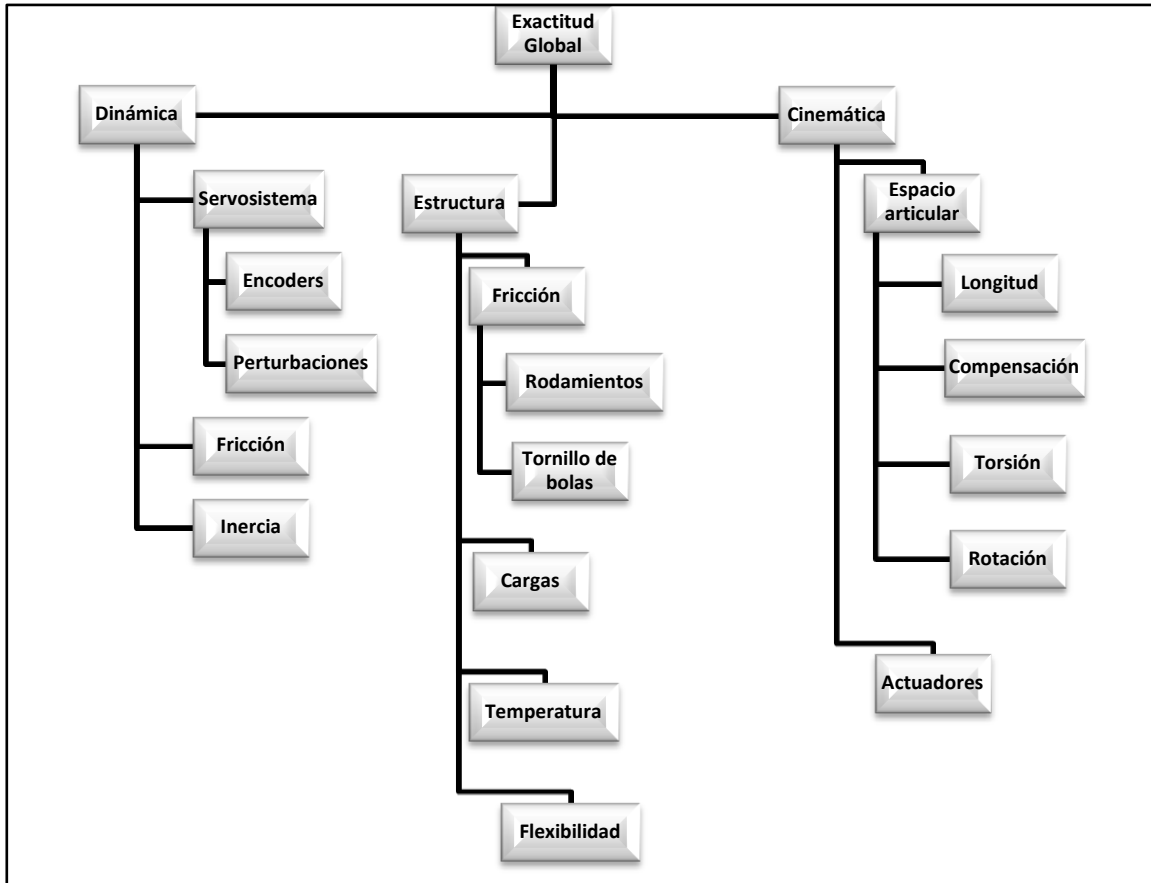 Exactitud
Global
Dinámica
Servosistema
Encoders
Perturbaciones
Fricción
Inercia
Estructura
Fricción
Rodamientos
Tornillo de
bolas
Cargas
Temperatura
Flexibilidad
Cinemática
Espacio
articular
Longitud
Compensación
Torsión
Rotación
Actuadores